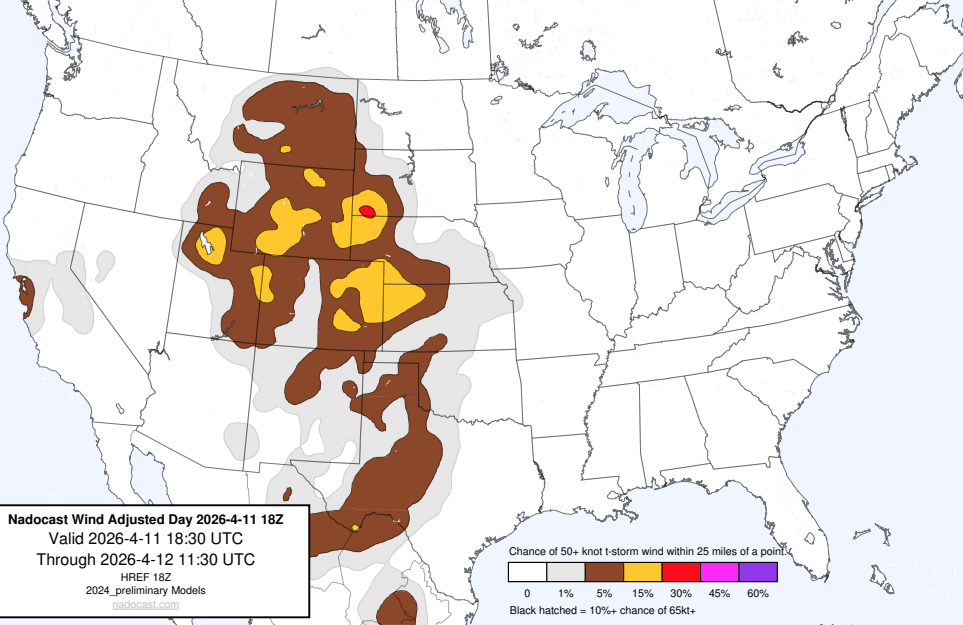 Nadocast Wind Adjusted Day 2026-4-11 18Z
Valid 2026-4-11 18:30 UTC
Through 2026-4-12 11:30 UTC
HREF 18Z
2024_preliminary Models
nadocast.com
Chance of 50+ knot t-storm wind within 25 miles of a point.
0 1% 5% 15% 30% 45% 60%
Black hatched = 10%+ chance of 65kt+